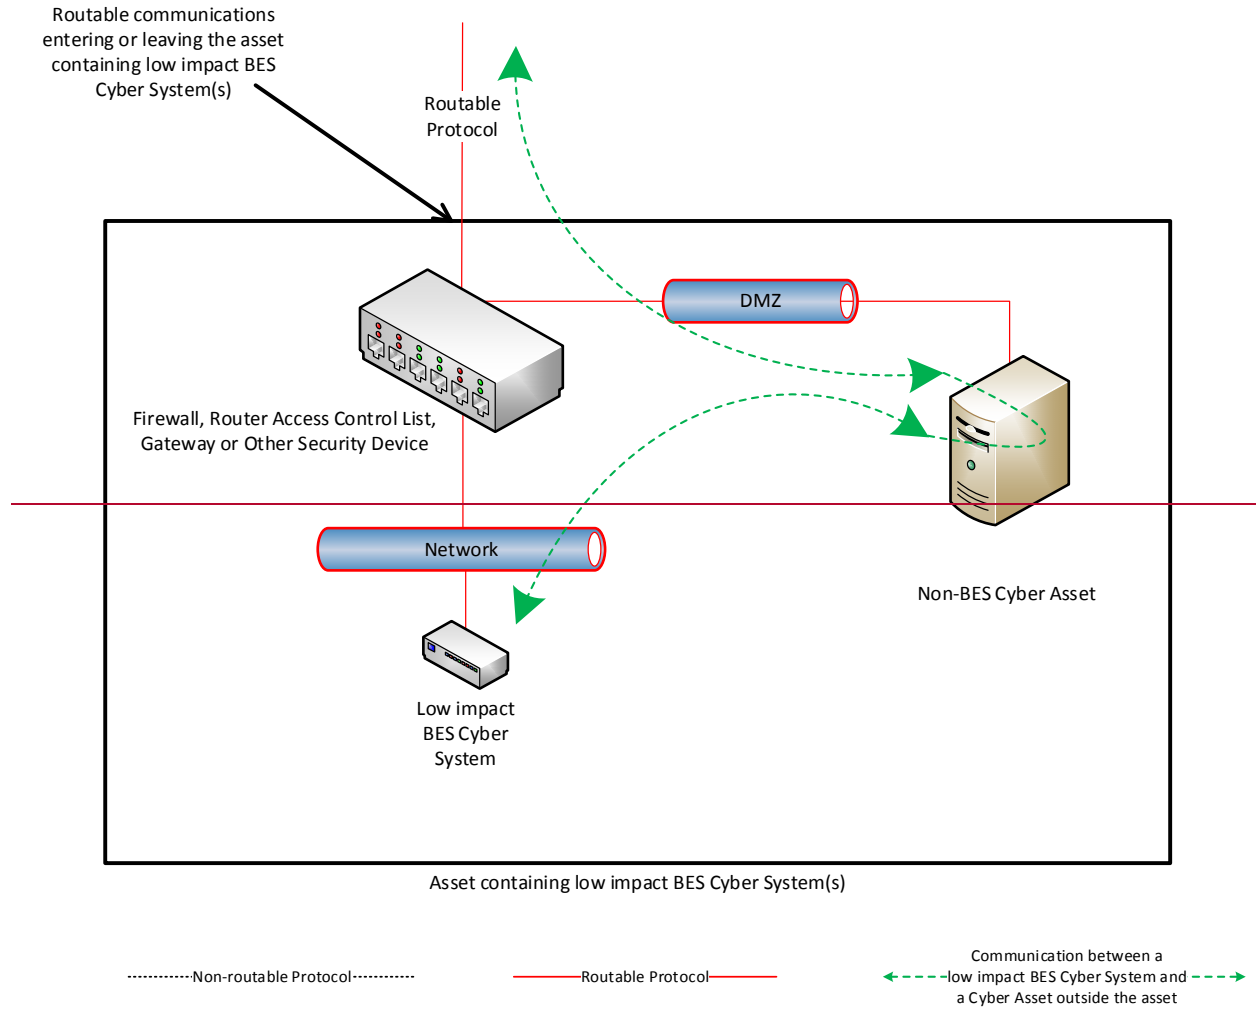 Routable communications
entering or leaving the asset
containing low impact BES
Cyber System(s)
Routable
Protocol
DMZ
Firewall, Router Access Control List,
Gateway or Other Security Device
Network
Non-BES Cyber Asset
Low impact
BES Cyber
System
Asset containing low impact BES Cyber System(s)
Non-routable Protocol
Routable Protocol
Communication between a
low impact BES Cyber System and
a Cyber Asset outside the asset